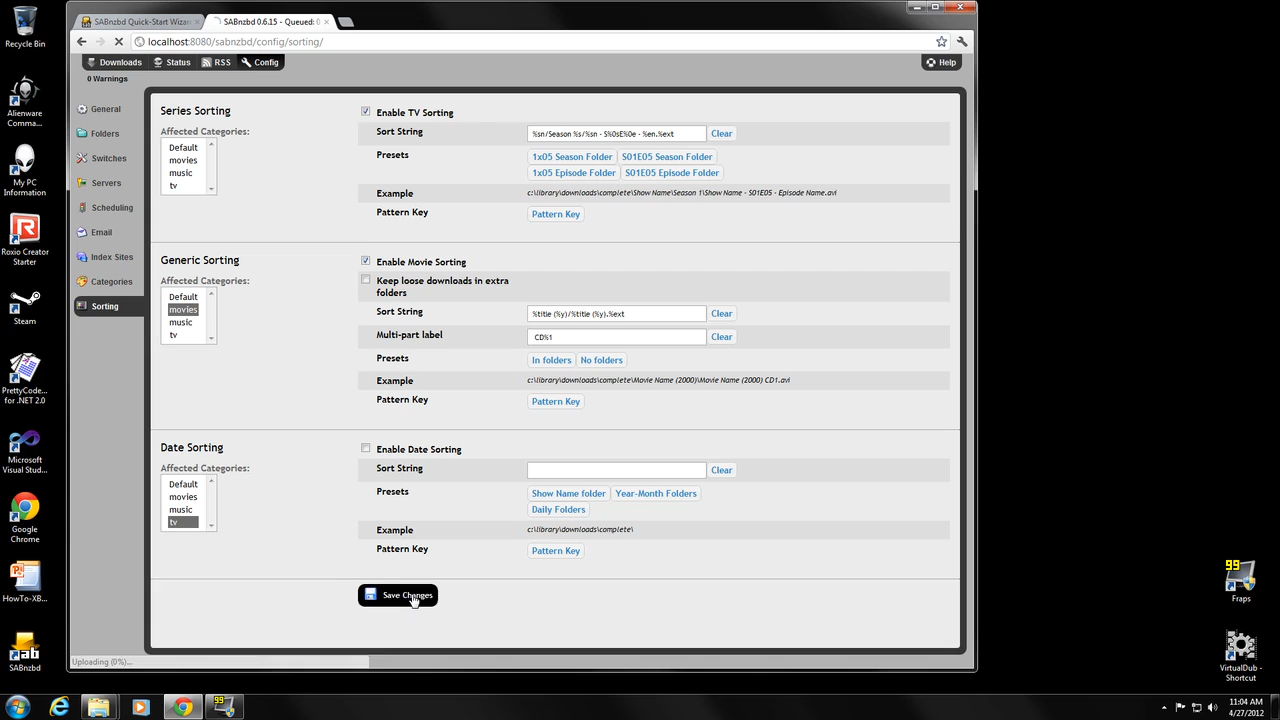 Recycle Bin
Alienware
Comma...
My PC
Information
Roxio Creator
Starter
Steam
PrettyCode...
for .NET 2.0
Microsoft
Visual Stud...
Google
Chrome
HowTo-XB...
SABnzbd
SABnzbd Quick-Start Wizar
SABnzbd 0.6.15 - Queued: 0
localhost:8080/sabnzbd/config/sorting/
Downloads
Status
RSS
Config
Help
0 Warnings
General
Folders
Switches
Servers
Scheduling
Email
Index Sites
Categories
Sorting
Series Sorting
Affected Categories:
Default
movies
music
tv
Enable TV Sorting
Sort String
%sn/Season %s/%sn - S%0sE%0e - %en.%ext
Clear
Presets
1x05 Season Folder
S01E05 Season Folder
1x05 Episode Folder
S01E05 Episode Folder
Example
c:\library\downloads\complete\Show Name\Season 1\Show Name - S01E05 - Episode Name.avi
Pattern Key
Pattern Key
Generic Sorting
Affected Categories:
Default
movies
music
tv
Enable Movie Sorting
Keep loose downloads in extra
folders
Sort String
%title (%y)/%title (%y).%ext
Clear
Multi-part label
CD%1
Clear
Presets
In folders
No folders
Example
c:\library\downloads\complete\Movie Name (2000)\Movie Name (2000) CD1.avi
Pattern Key
Pattern Key
Date Sorting
Affected Categories:
Default
movies
music
tv
Enable Date Sorting
Sort String
Clear
Presets
Show Name folder
Year-Month Folders
Daily Folders
Example
c:\library\downloads\complete\
Pattern Key
Pattern Key
Save Changes
Uploading (0%)...
99
Fraps
VirtualDub -
Shortcut
99
11:04 AM
4/27/2012